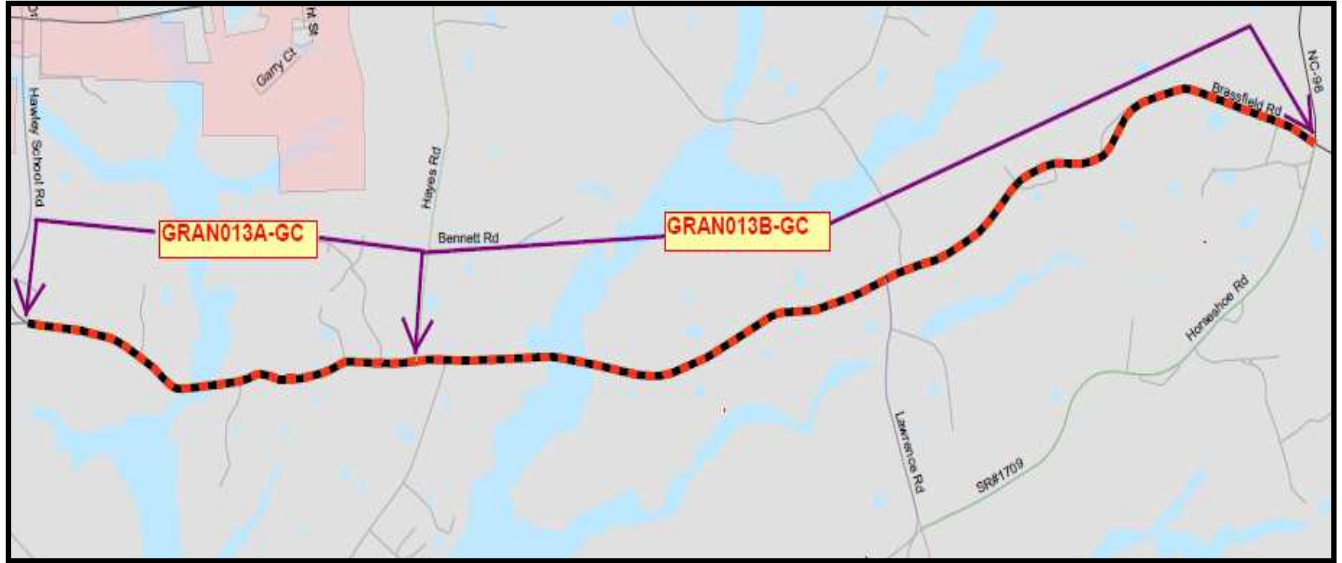 Garry Ct
NC-96
Brassfield Rd
Hawley School Rd
Hayes Rd
GRAN013A-GC
GRAN013B-GC
Bennett Rd
Horseshoe Rd
Lawrence Rd
SR#1709